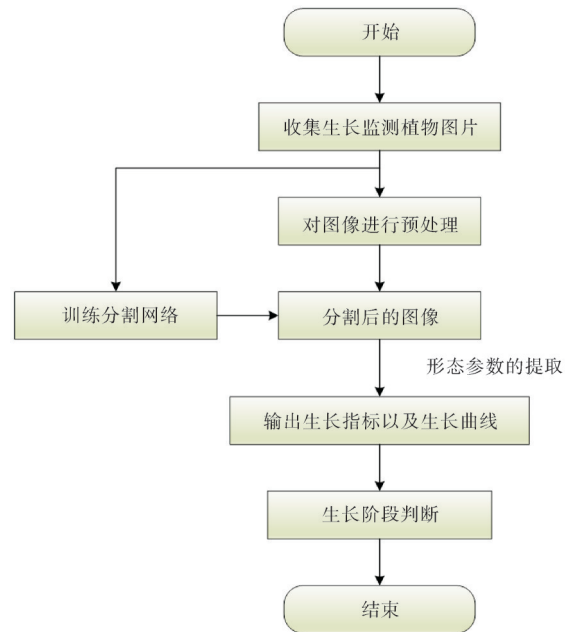 开始
收集生长监测植物图片
对图像进行预处理
训练分割网络
分割后的图像
形态参数的提取
输出生长指标以及生长曲线
生长阶段判断
结束